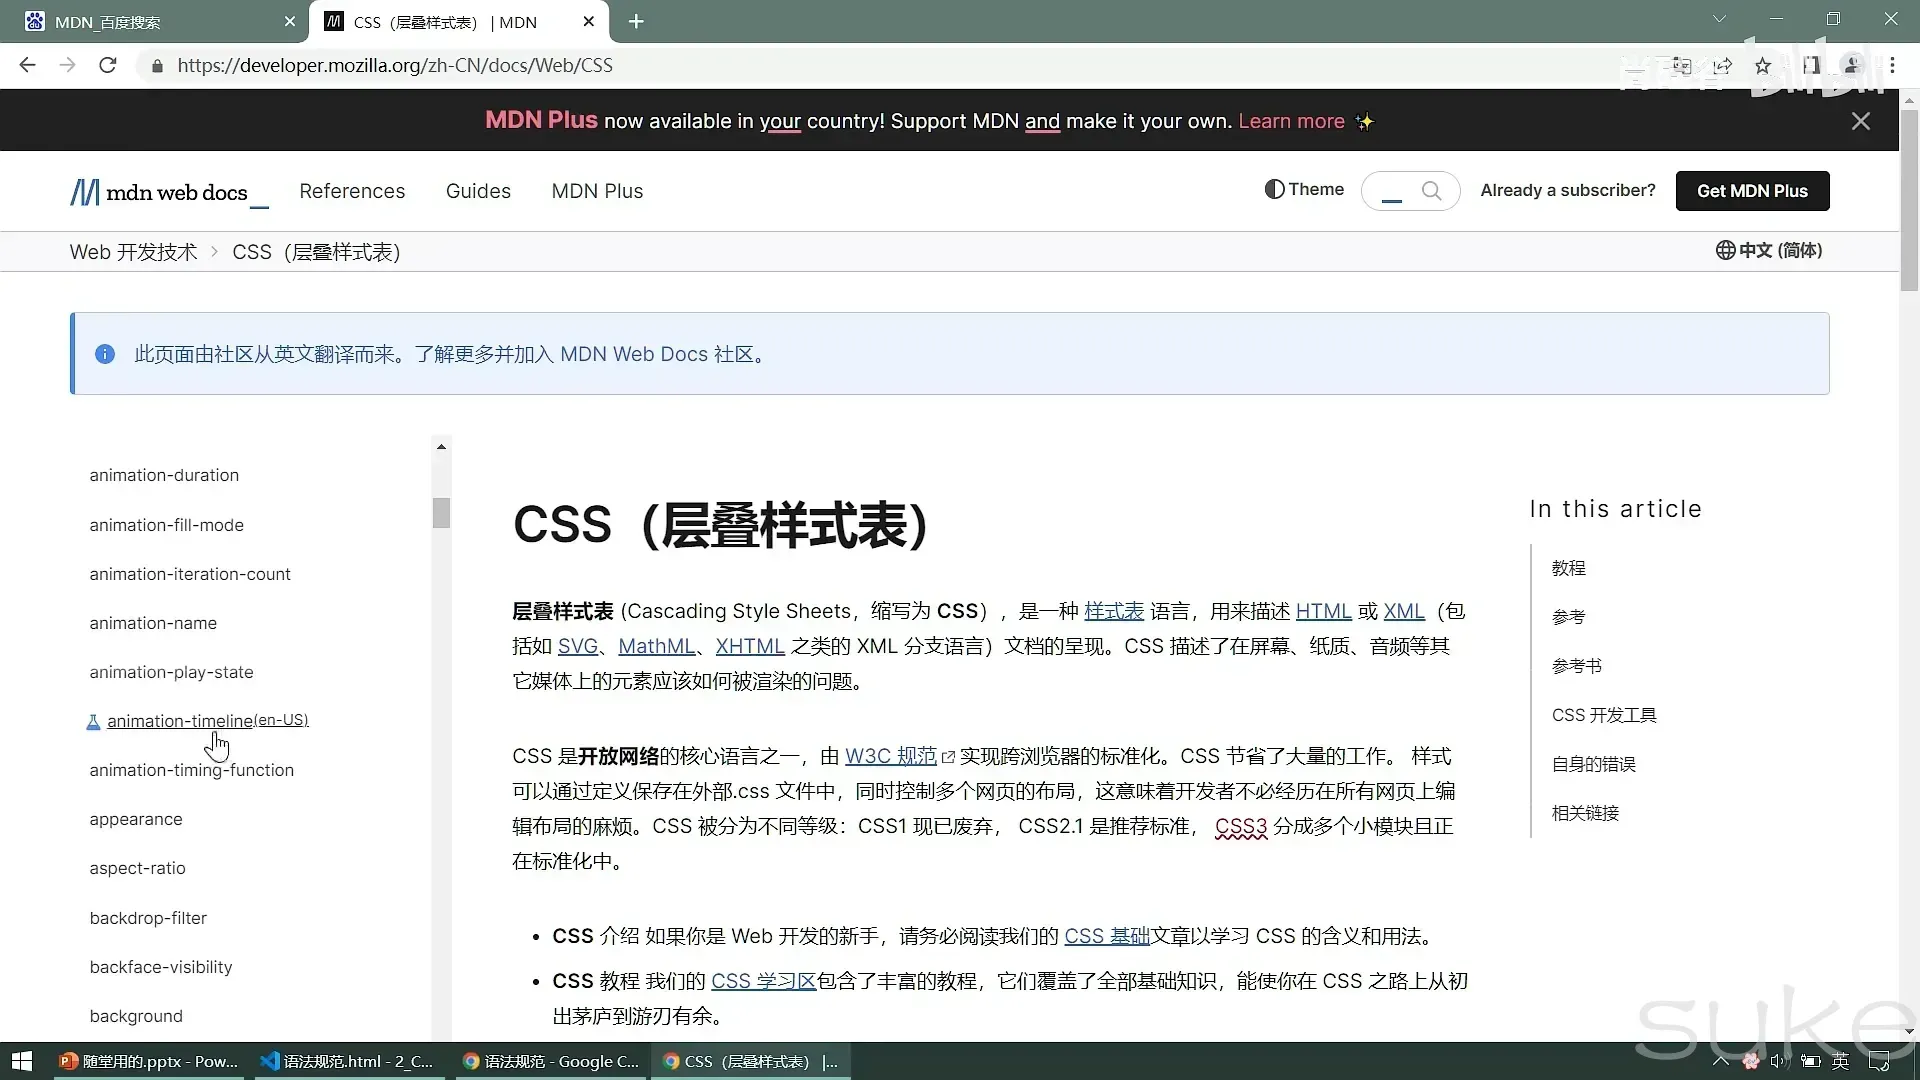 MDN_百度搜索
CSS（层叠样式表） | MDN
https://developer.mozilla.org/zh-CN/docs/Web/CSS
bilibili
MDN Plus now available in your country! Support MDN and make it your own. Learn more ✨
mdn web docs_
References
Guides
MDN Plus
Theme
Already a subscriber?
Get MDN Plus
Web 开发技术 > CSS（层叠样式表）
中文 (简体)
此页面由社区从英文翻译而来。了解更多并加入 MDN Web Docs 社区。
animation-duration
animation-fill-mode
animation-iteration-count
animation-name
animation-play-state
animation-timeline(en-US)
animation-timing-function
appearance
aspect-ratio
backdrop-filter
backface-visibility
background
CSS（层叠样式表）
层叠样式表 (Cascading Style Sheets，缩写为 CSS），是一种 样式表 语言，用来描述 HTML 或 XML（包
括如 SVG、MathML、XHTML 之类的 XML 分支语言）文档的呈现。CSS 描述了在屏幕、纸质、音频等其
它媒体上的元素应该如何被渲染的问题。
CSS 是开放网络的核心语言之一，由 W3C 规范 实现跨浏览器的标准化。CSS 节省了大量的工作。 样式
可以通过定义保存在外部.css 文件中，同时控制多个网页的布局，这意味着开发者不必经历在所有网页上编
辑布局的麻烦。CSS 被分为不同等级：CSS1 现已废弃， CSS2.1 是推荐标准， CSS3 分成多个小模块且正
在标准化中。
• CSS 介绍 如果你是 Web 开发的新手，请务必阅读我们的 CSS 基础文章以学习 CSS 的含义和用法。
• CSS 教程 我们的 CSS 学习区包含了丰富的教程，它们覆盖了全部基础知识，能使你在 CSS 之路上从初
出茅庐到游刃有余。
In this article
教程
参考
参考书
CSS 开发工具
自身的错误
相关链接
suke
随堂用的.pptx - Pow...
语法规范.html - 2_C...
语法规范 - Google C...
CSS（层叠样式表） |...
英